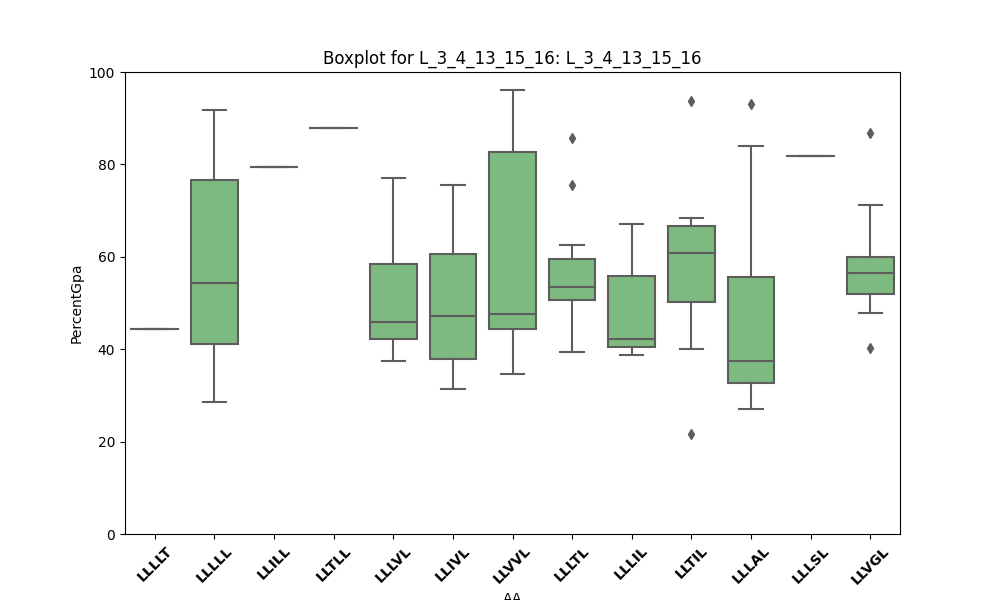 Boxplot for L_3_4_13_15_16: L_3_4_13_15_16
100
80
60
40
20
0
PercentGpa
LLLLT LLLLL LLILL LLTLL LLLVL LLIVL LLVVL LLLTL LLLIL LLTIL LLLAL LLLSL LLVGL
AA